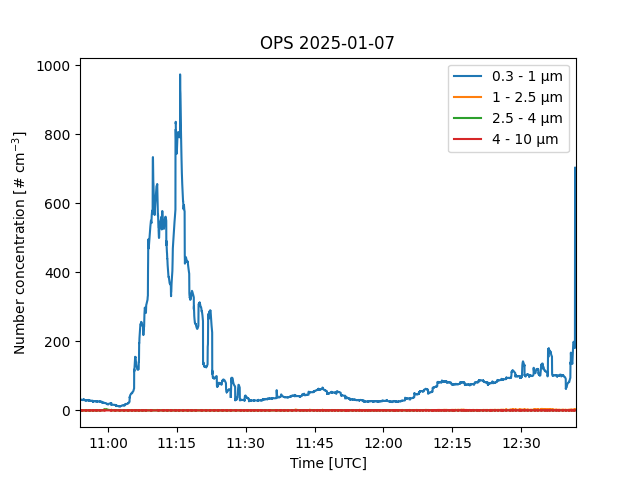 OPS 2025-01-07
Number concentration [# cm⁻³]
1000
800
600
400
200
0
0.3 - 1 µm
1 - 2.5 µm
2.5 - 4 µm
4 - 10 µm
11:00 11:15 11:30 11:45 12:00 12:15 12:30
Time [UTC]